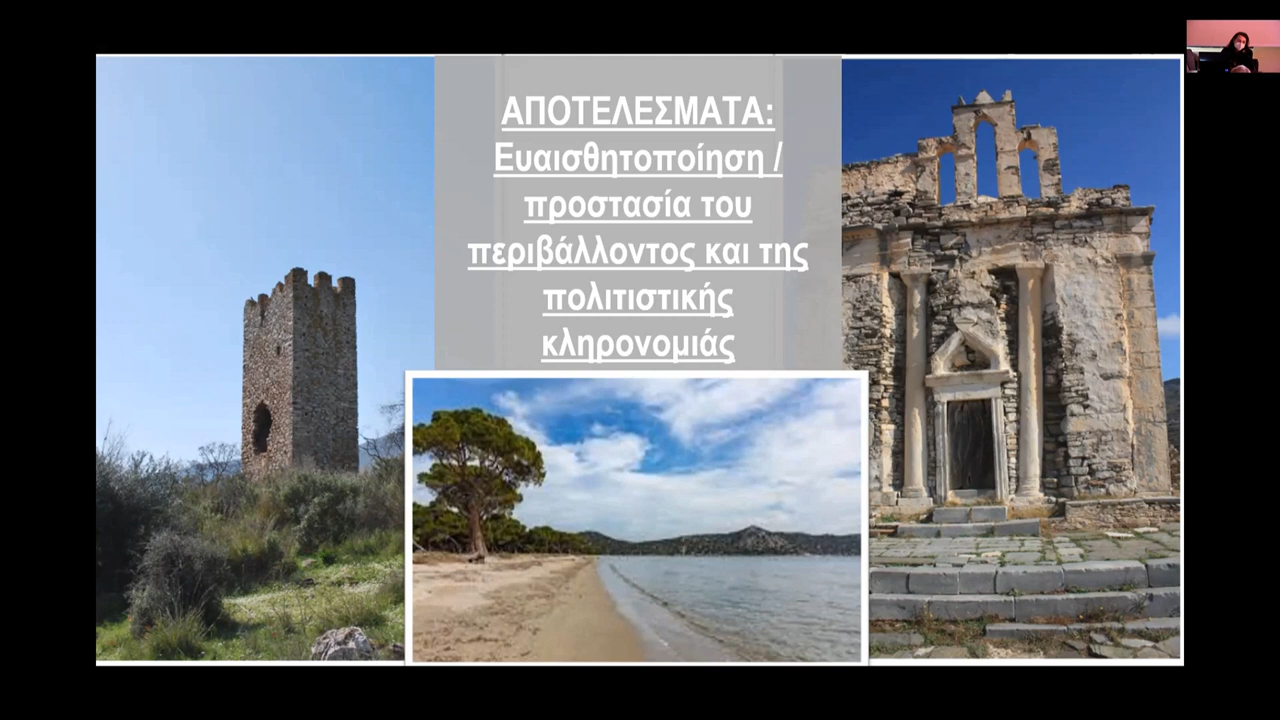 ΑΠΟΤΕΛΕΣΜΑΤΑ:
Ευαισθητοποίηση /
προστασία του
περιβάλλοντος και της
πολιτιστικής
κληρονομιάς